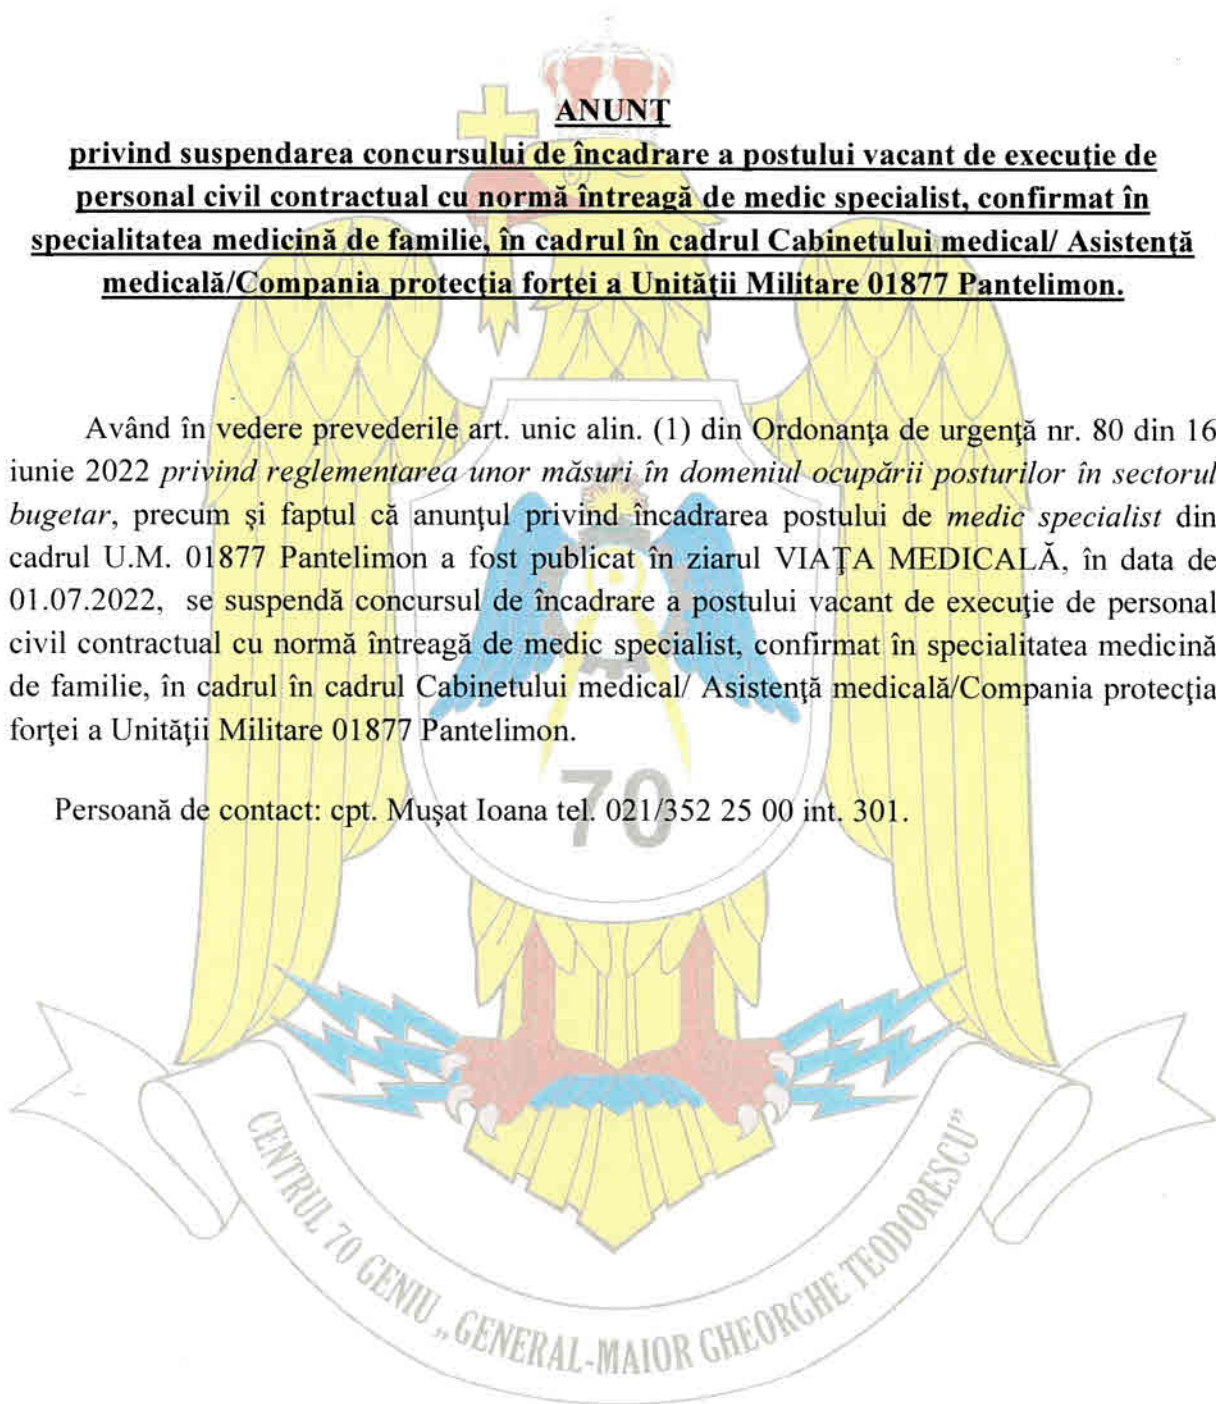 ANUNŢ
privind suspendarea concursului de încadrare a postului vacant de execuţie de
personal civil contractual cu normă întreagă de medic specialist, confirmat în
specialitatea medicină de familie, în cadrul în cadrul Cabinetului medical/ Asistenţă
medicală/Compania protecţia forţei a Unităţii Militare 01877 Pantelimon.
Având în vedere prevederile art. unic alin. (1) din Ordonanţa de urgenţă nr. 80 din 16
iunie 2022 privind reglementarea unor măsuri în domeniul ocupării posturilor în sectorul
bugetar, precum şi faptul că anunţul privind încadrarea postului de medic specialist din
cadrul U.M. 01877 Pantelimon a fost publicat în ziarul VIAŢA MEDICALĂ, în data de
01.07.2022, se suspendă concursul de încadrare a postului vacant de execuţie de personal
civil contractual cu normă întreagă de medic specialist, confirmat în specialitatea medicină
de familie, în cadrul în cadrul Cabinetului medical/ Asistenţă medicală/Compania protecţia
forţei a Unităţii Militare 01877 Pantelimon.
Persoană de contact: cpt. Muşat Ioana tel. 021/352 25 00 int. 301.
70
CENTRUL 70 GENIU „GENERAL-MAIOR GHEORGHE TEODORESCU”